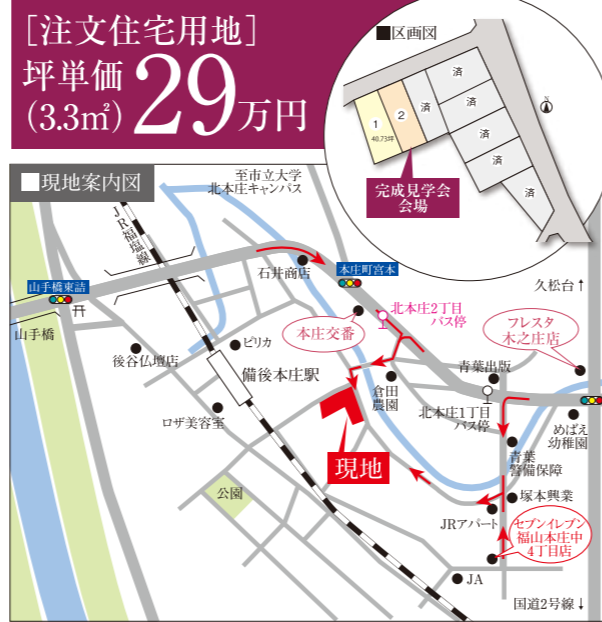 ［注文住宅用地］
坪単価
(3.3㎡) 29万円
■区画図
1
40.73坪
2
済
済
済
済
済
済
N
完成見学会
会場
■現地案内図
至市立大学
北本庄キャンパス
JR福塩線
石井商店
本庄町宮本
山手橋東詰
山手橋
久松台↑
北本庄2丁目
バス停
本庄交番
フレスタ
木之庄店
後谷仏壇店
ピリカ
備後本庄駅
青葉出版
倉田
農園
北本庄1丁目
バス停
めばえ
幼稚園
ロザ美容室
現地
青葉
警備保障
公園
塚本興業
JRアパート
セブンイレブン
福山本庄中
4丁目店
JA
国道2号線↓